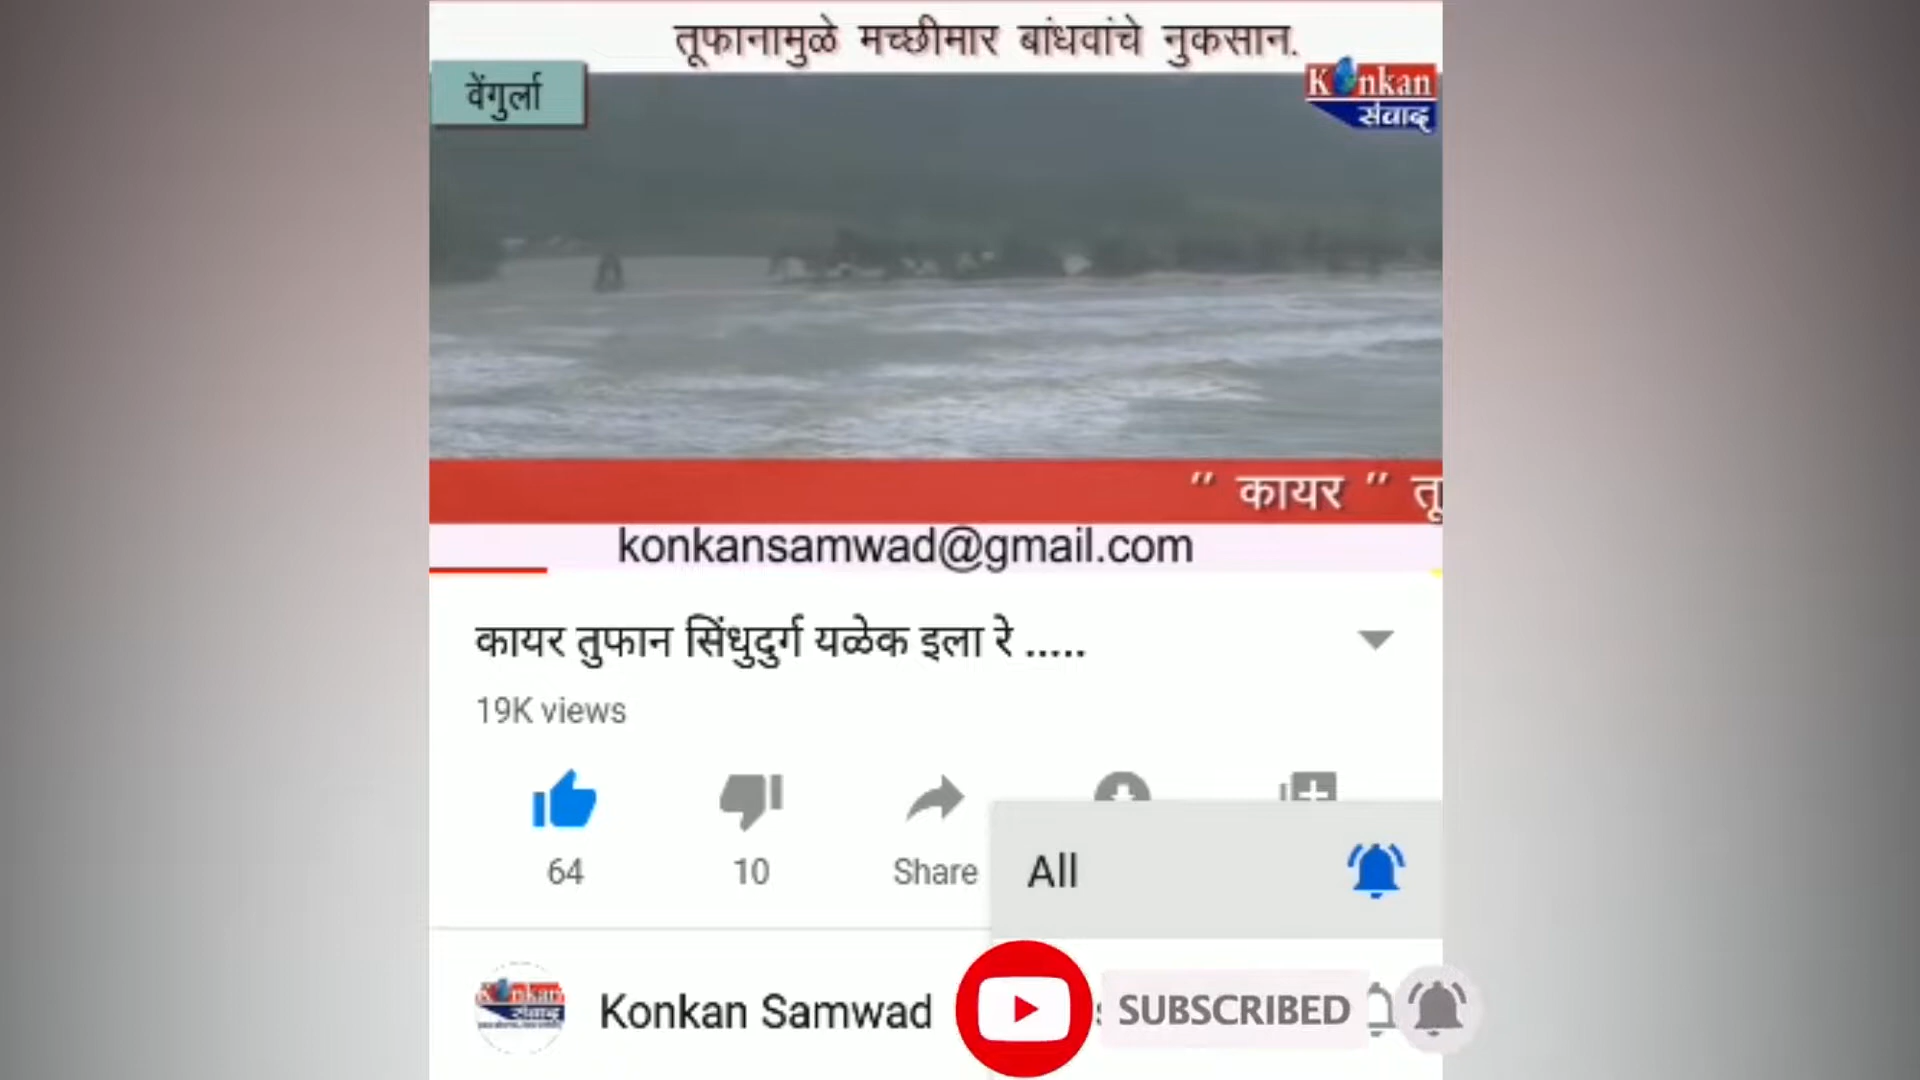 तूफानामुळे मच्छीमार बांधवांचे नुकसान.
वेंगुर्ला
Konkan
संवाद
" कायर " तू
konkansamwad@gmail.com
कायर तुफान सिंधुदुर्ग यळेक इला रे .....
19K views
64
10
Share
All
Konkan
संवाद
Konkan Samwad
SUBSCRIBED